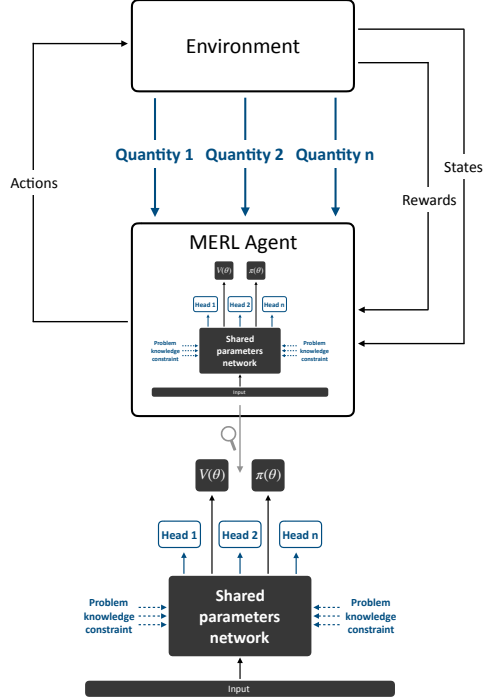 Environment
Quantity 1 Quantity 2 Quantity n
Actions
States
Rewards
MERL Agent
V(θ) π(θ)
Head 1 Head 2 Head n
Problem
knowledge
constraint
Shared
parameters
network
Problem
knowledge
constraint
Input
V(θ) π(θ)
Head 1 Head 2 Head n
Problem
knowledge
constraint
Shared
parameters
network
Problem
knowledge
constraint
Input